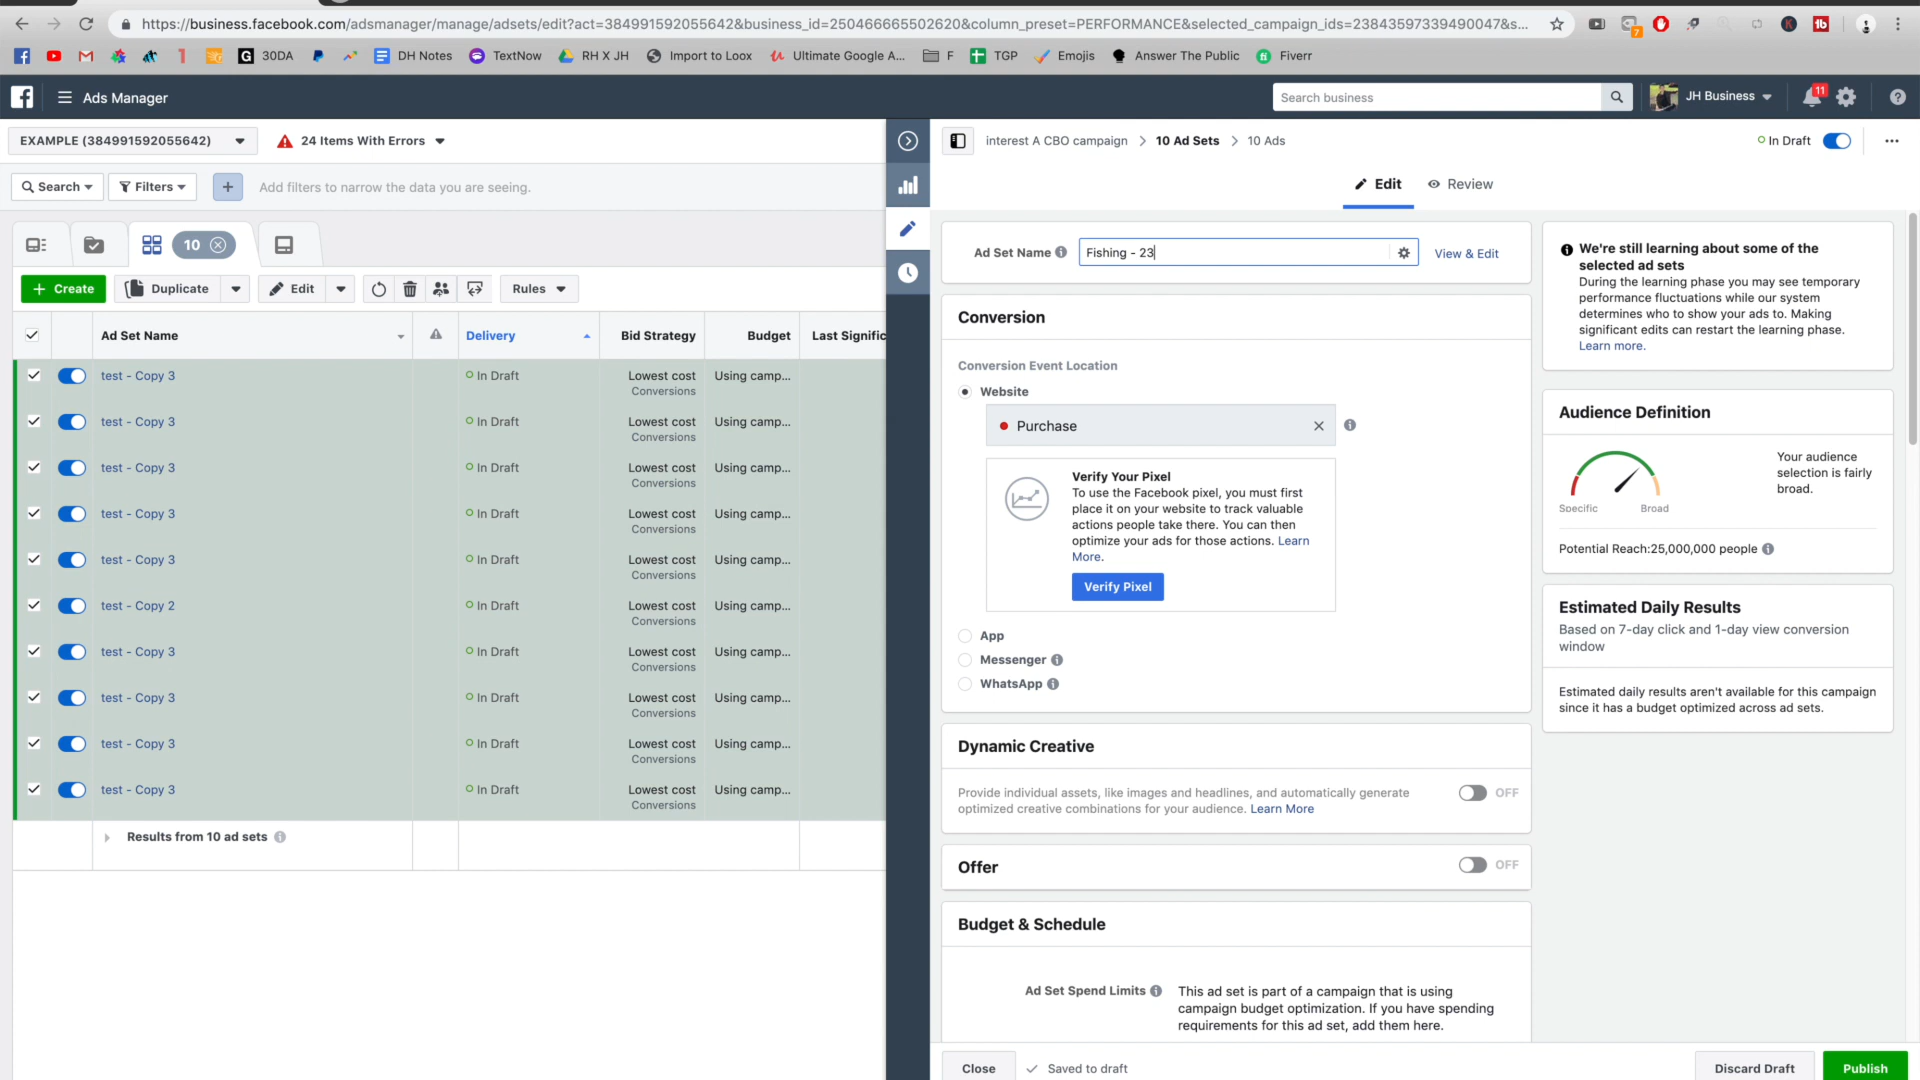 https://business.facebook.com/adsmanager/manage/adsets/edit?act=384991592055642&business_id=250466665502620&column_preset=PERFORMANCE&selected_campaign_ids=23843597339490047&s...
7
30DA
DH Notes
TextNow
RH X JH
Import to Loox
Ultimate Google A...
F
TGP
Emojis
Answer The Public
Fiverr
Ads Manager
Search business
JH Business
11
EXAMPLE (384991592055642)
24 Items With Errors
Search
Filters
Add filters to narrow the data you are seeing.
10
Create
Duplicate
Edit
Rules
Ad Set Name
Delivery
Bid Strategy
Budget
Last Signific
test - Copy 3
In Draft
Lowest cost
Using camp...
Conversions
test - Copy 3
In Draft
Lowest cost
Using camp...
Conversions
test - Copy 3
In Draft
Lowest cost
Using camp...
Conversions
test - Copy 3
In Draft
Lowest cost
Using camp...
Conversions
test - Copy 3
In Draft
Lowest cost
Using camp...
Conversions
test - Copy 2
In Draft
Lowest cost
Using camp...
Conversions
test - Copy 3
In Draft
Lowest cost
Using camp...
Conversions
test - Copy 3
In Draft
Lowest cost
Using camp...
Conversions
test - Copy 3
In Draft
Lowest cost
Using camp...
Conversions
test - Copy 3
In Draft
Lowest cost
Using camp...
Conversions
Results from 10 ad sets
interest A CBO campaign
10 Ad Sets
10 Ads
In Draft
Edit
Review
Ad Set Name
Fishing - 23
View & Edit
Conversion
Conversion Event Location
Website
Purchase
Verify Your Pixel
To use the Facebook pixel, you must first
place it on your website to track valuable
actions people take there. You can then
optimize your ads for those actions. Learn
More.
Verify Pixel
App
Messenger
WhatsApp
Dynamic Creative
Provide individual assets, like images and headlines, and automatically generate
optimized creative combinations for your audience. Learn More
OFF
Offer
OFF
Budget & Schedule
Ad Set Spend Limits
This ad set is part of a campaign that is using
campaign budget optimization. If you have spending
requirements for this ad set, add them here.
We're still learning about some of the
selected ad sets
During the learning phase you may see temporary
performance fluctuations while our system
determines who to show your ads to. Making
significant edits can restart the learning phase.
Learn more.
Audience Definition
Your audience
selection is fairly
broad.
Specific
Broad
Potential Reach:25,000,000 people
Estimated Daily Results
Based on 7-day click and 1-day view conversion
window
Estimated daily results aren't available for this campaign
since it has a budget optimized across ad sets.
Close
Saved to draft
Discard Draft
Publish